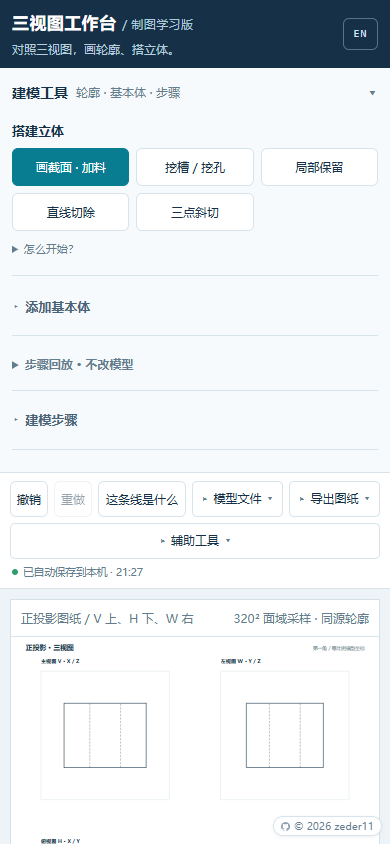 三视图工作台 / 制图学习版
对照三视图，画轮廓、搭立体。
EN
建模工具 轮廓 · 基本体 · 步骤
搭建立体
画截面 · 加料
挖槽 / 挖孔
局部保留
直线切除
三点斜切
怎么开始?
添加基本体
步骤回放 · 不改模型
建模步骤
撤销
重做
这条线是什么
模型文件
导出图纸
辅助工具
已自动保存到本机 · 21:27
正投影图纸 / V 上、H 下、W 右
320² 面域采样 · 同源轮廓
正投影 · 三视图
主视图 V · X / Z
左视图 W · Y / Z
© 2026 zeder11
俯视图 H · X / Y